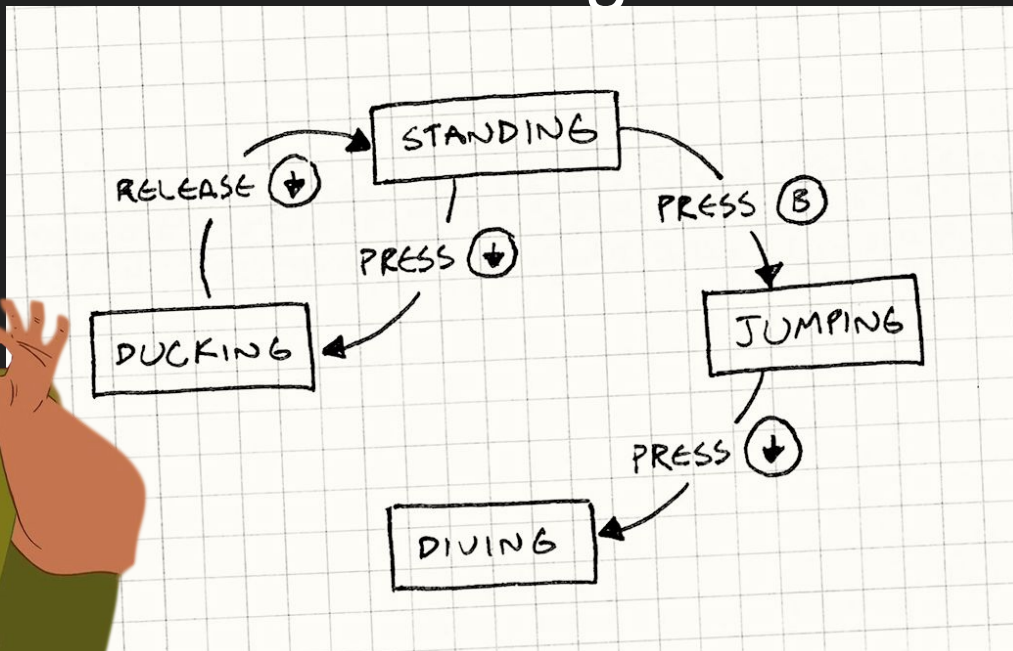 STANDING
RELEASE ↓
PRESS B
PRESS ↓
DUCKING
JUMPING
PRESS ↓
DIVING